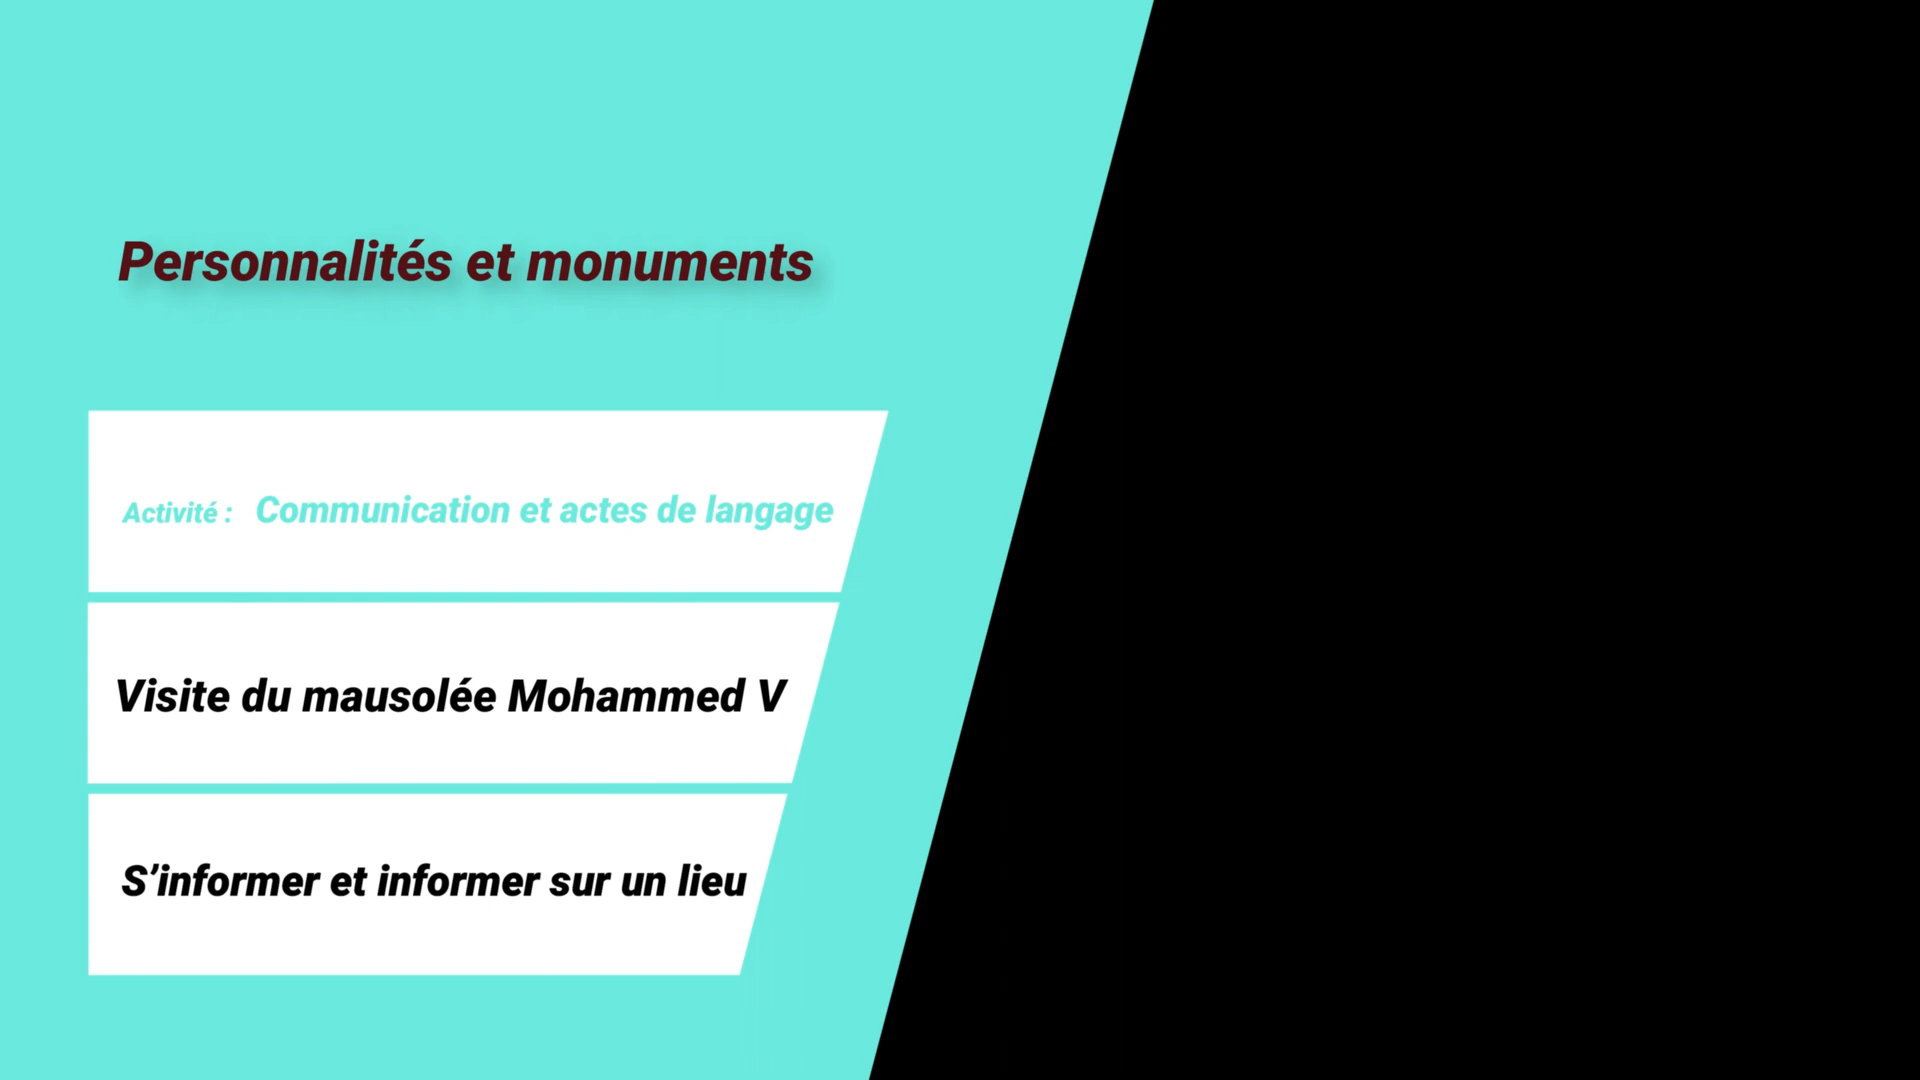 Personnalités et monuments
Activité : Communication et actes de langage
Visite du mausolée Mohammed V
S’informer et informer sur un lieu